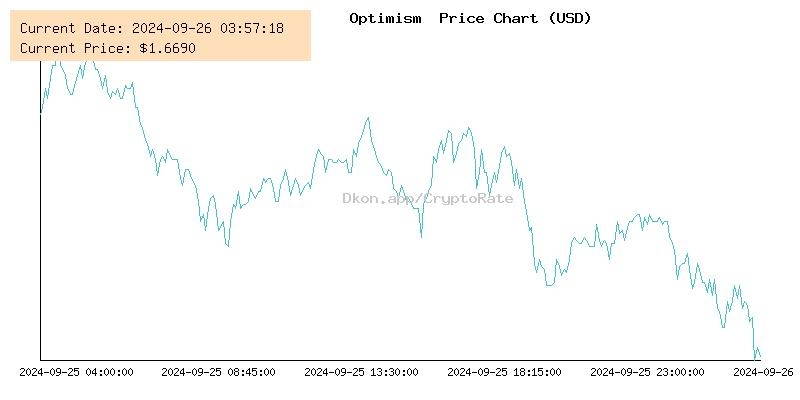 Optimism  Price Chart (USD)
Current Date: 2024-09-26 03:57:18
Current Price: $1.6690
Dkon.app/CryptoRate
2024-09-25 04:00:00 2024-09-25 08:45:00 2024-09-25 13:30:00 2024-09-25 18:15:00 2024-09-25 23:00:00 2024-09-26